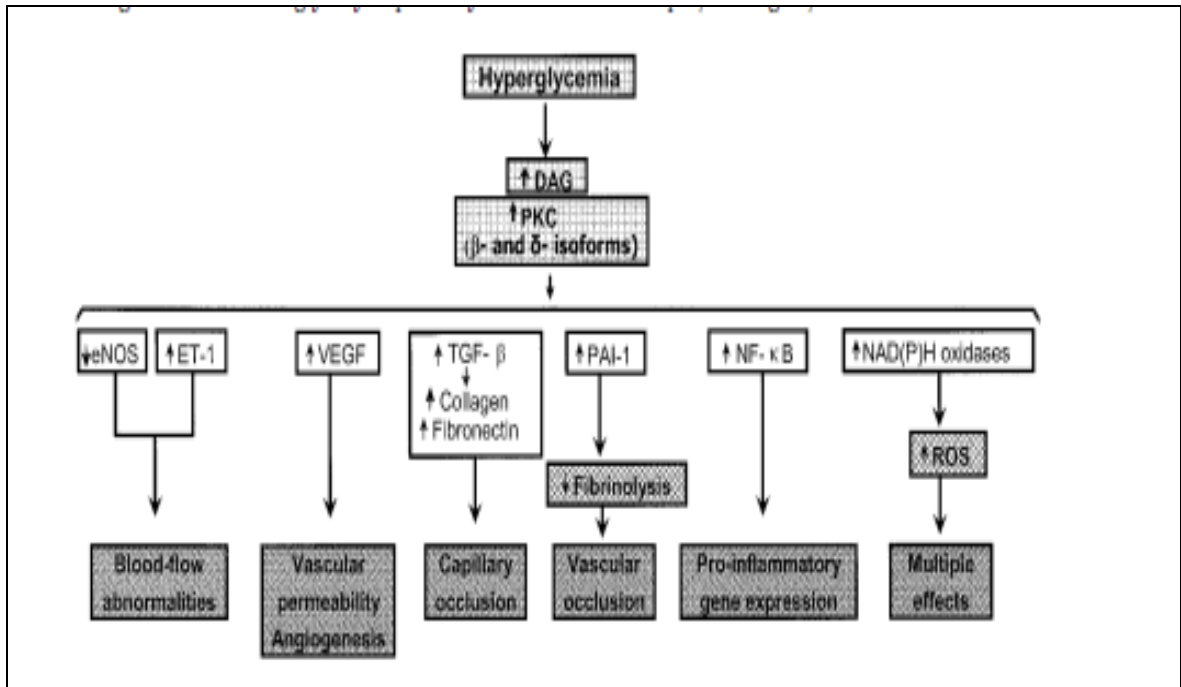 Hyperglycemia
↑ DAG
↑ PKC
(β- and δ- isoforms)
↓eNOS
↑ET-1
↑VEGF
↑ TGF- β
↑ Collagen
↑ Fibronectin
↑PAI-1
↑ NF- κB
↑NAD(P)H oxidases
↓ Fibrinolysis
↑ ROS
Blood-flow
abnormalities
Vascular
permeability
Angiogenesis
Capillary
occlusion
Vascular
occlusion
Pro-inflammatory
gene expression
Multiple
effects